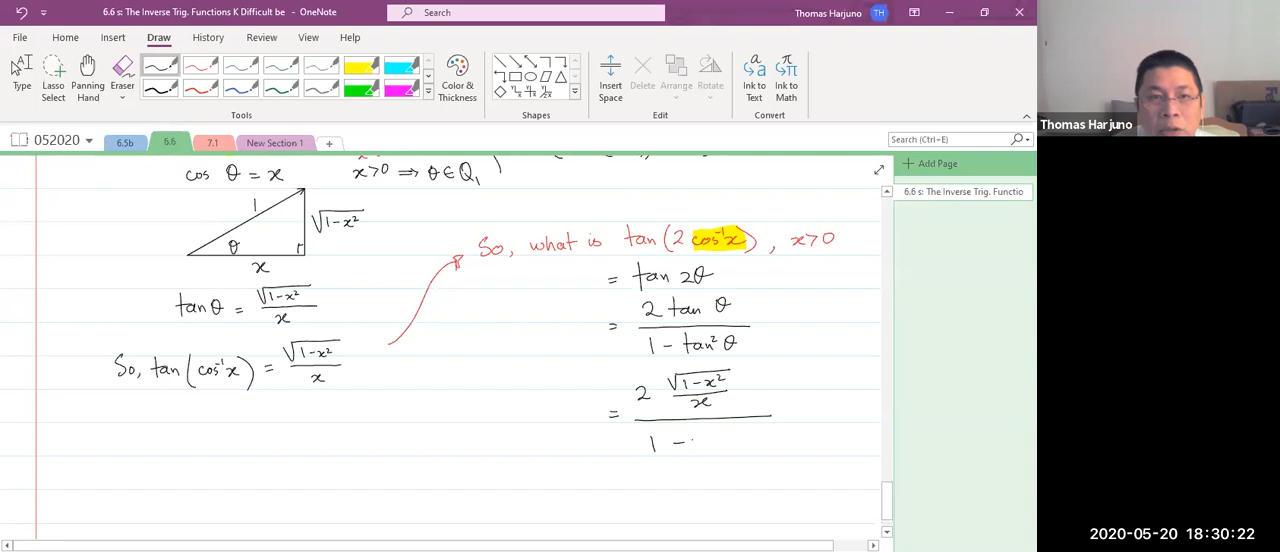 6.6 s: The Inverse Trig. Functions K Difficult be - OneNote
Search
Thomas Harjuno
TH
File Home Insert Draw History Review View Help
Type
Lasso Select
Panning Hand
Eraser
Color & Thickness
Insert Space
Delete
Arrange
Rotate
Ink to Text
Ink to Math
Tools
Shapes
Edit
Convert
052020
6.5b
6.6
7.1
New Section 1
Search (Ctrl+E)
Add Page
6.6 s: The Inverse Trig. Functio
Thomas Harjuno
cos θ = x
x>0 ⟹ θ ∈ Q₁
1
√(1-x²)
θ
x
tan θ = √(1-x²)/x
So, tan(cos⁻¹x) = √(1-x²)/x
So, what is tan(2 cos⁻¹x), x>0
= tan 2θ
= 2 tan θ / 1 - tan² θ
= 2 √(1-x²)/x
1 -
2020-05-20 18:30:22